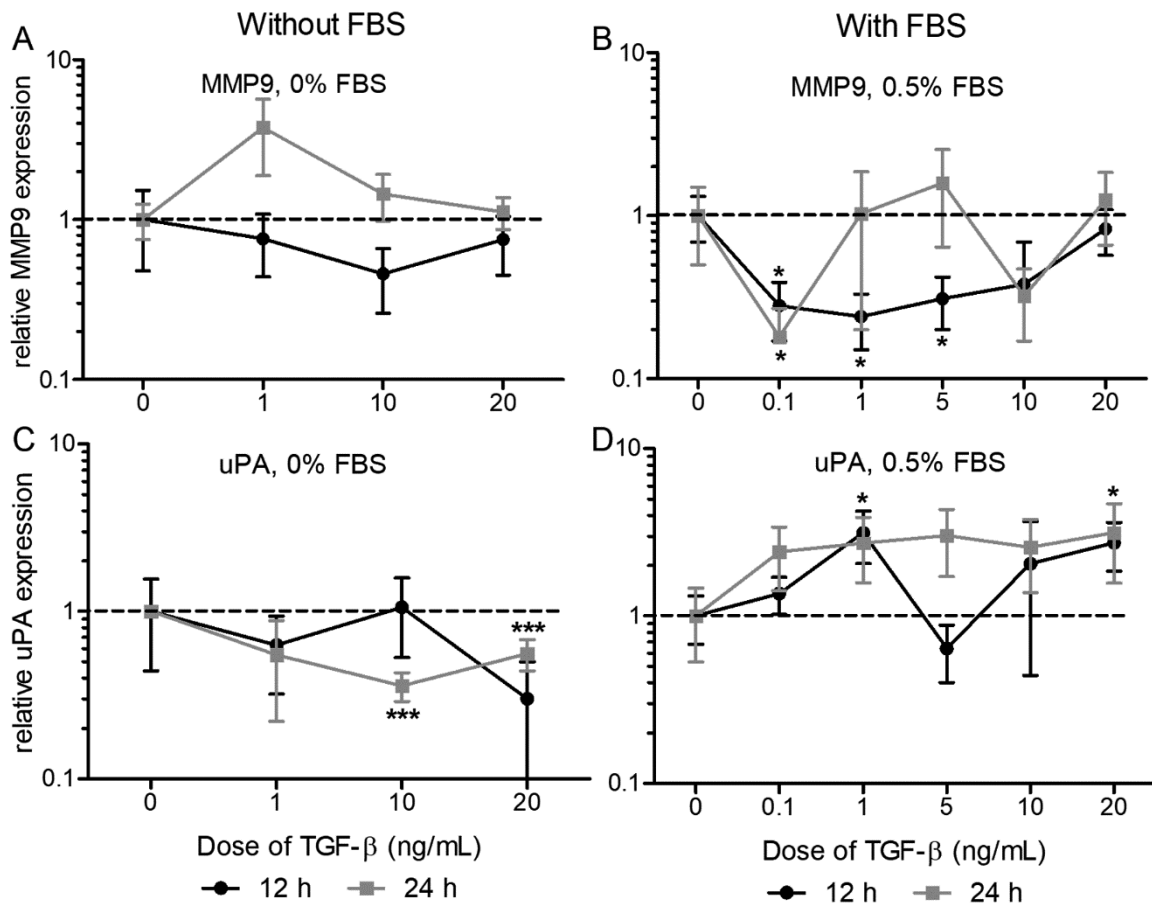 Without FBS
With FBS
A
MMP9, 0% FBS
relative MMP9 expression
10
1
0.1
0 1 10 20
B
MMP9, 0.5% FBS
10
1
0.1
* * * *
0 0.1 1 5 10 20
C
uPA, 0% FBS
relative uPA expression
10
1
0.1
*** ***
0 1 10 20
Dose of TGF-β (ng/mL)
12 h 24 h
D
uPA, 0.5% FBS
10
1
0.1
* *
0 0.1 1 5 10 20
Dose of TGF-β (ng/mL)
12 h 24 h